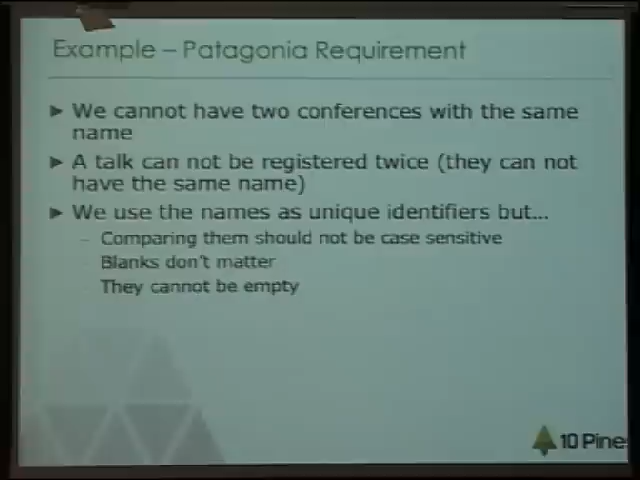 Example – Patagonia Requirement
► We cannot have two conferences with the same
name
► A talk can not be registered twice (they can not
have the same name)
► We use the names as unique identifiers but...
– Comparing them should not be case sensitive
Blanks don't matter
They cannot be empty
10 Pine